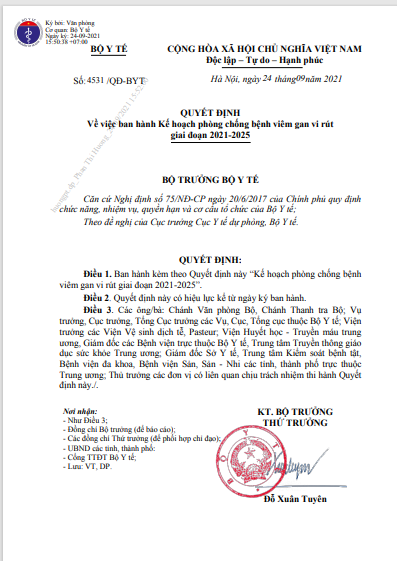 Ký bởi: Văn phòng
Cơ quan: Bộ Y tế
Ngày ký: 24-09-2021
15:50:38 +07:00
BỘ Y TẾ
CỘNG HÒA XÃ HỘI CHỦ NGHĨA VIỆT NAM
Độc lập – Tự do – Hạnh phúc
Số: 4531 /QĐ-BYT
Hà Nội, ngày 24 tháng 09 năm 2021
QUYẾT ĐỊNH
Về việc ban hành Kế hoạch phòng chống bệnh viêm gan vi rút
giai đoạn 2021-2025
BỘ TRƯỞNG BỘ Y TẾ
Căn cứ Nghị định số 75/NĐ-CP ngày 20/6/2017 của Chính phủ quy định
chức năng, nhiệm vụ, quyền hạn và cơ cấu tổ chức của Bộ Y tế;
Theo đề nghị của Cục trưởng Cục Y tế dự phòng, Bộ Y tế.
QUYẾT ĐỊNH:
Điều 1. Ban hành kèm theo Quyết định này “Kế hoạch phòng chống bệnh
viêm gan vi rút giai đoạn 2021-2025”.
Điều 2. Quyết định này có hiệu lực kể từ ngày ký ban hành.
Điều 3. Các ông/bà: Chánh Văn phòng Bộ, Chánh Thanh tra Bộ; Vụ
trưởng, Cục trưởng, Tổng Cục trưởng các Vụ, Cục, Tổng cục thuộc Bộ Y tế; Viện
trưởng các Viện Vệ sinh dịch tễ, Pasteur; Viện Huyết học - Truyền máu trung
ương, Giám đốc các Bệnh viện trực thuộc Bộ Y tế, Trung tâm Truyền thông giáo
dục sức khỏe Trung ương; Giám đốc Sở Y tế, Trung tâm Kiểm soát bệnh tật,
Bệnh viện đa khoa, Bệnh viện Sản, Sản - Nhi các tỉnh, thành phố trực thuộc
Trung ương; Thủ trưởng các đơn vị có liên quan chịu trách nhiệm thi hành Quyết
định này./.
Nơi nhận:
- Như Điều 3;
- Đồng chí Bộ trưởng (để báo cáo);
- Các đồng chí Thứ trưởng (để phối hợp chỉ đạo);
- UBND các tỉnh, thành phố;
- Cổng TTĐT Bộ Y tế;
- Lưu: VT, DP.
KT. BỘ TRƯỞNG
THỨ TRƯỞNG
Đỗ Xuân Tuyên